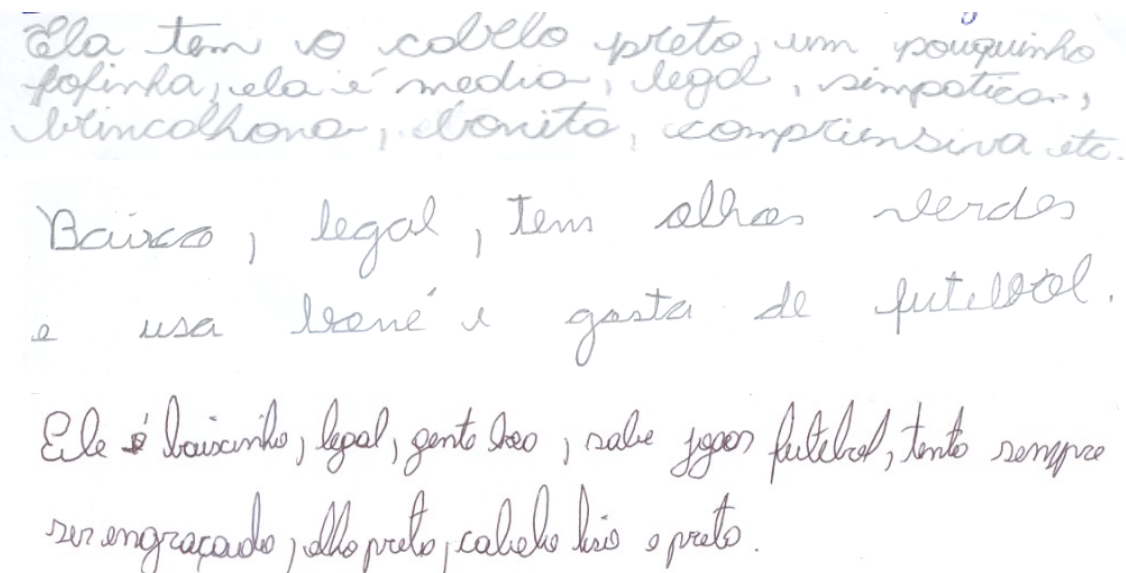 Ela tem o cabelo preto, um pouquinho
fofinha, ela é media, legal, simpatica,
brincalhona, bonita, compriensiva etc.
Baixo, legal, tem olhos verdes
e usa boné e gosta de futebol.
Ele é baixinho, legal, gente boa, sabe jogar futebol, tenta sempre
ser engraçado, olho preto, cabelo liso e preto.